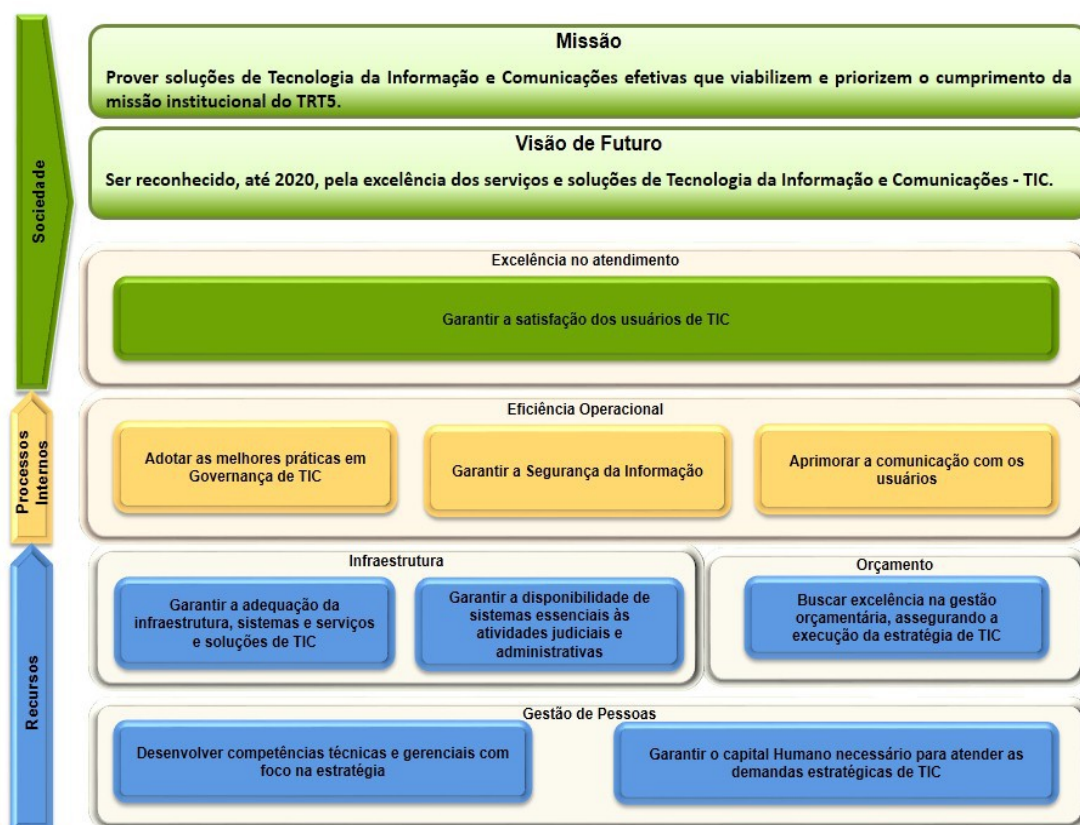 Sociedade
Missão
Prover soluções de Tecnologia da Informação e Comunicações efetivas que viabilizem e priorizem o cumprimento da
missão institucional do TRT5.
Visão de Futuro
Ser reconhecido, até 2020, pela excelência dos serviços e soluções de Tecnologia da Informação e Comunicações - TIC.
Excelência no atendimento
Garantir a satisfação dos usuários de TIC
Processos
Internos
Eficiência Operacional
Adotar as melhores práticas em
Governança de TIC
Garantir a Segurança da Informação
Aprimorar a comunicação com os
usuários
Recursos
Infraestrutura
Garantir a adequação da
infraestrutura, sistemas e serviços
e soluções de TIC
Garantir a disponibilidade de
sistemas essenciais às
atividades judiciais e
administrativas
Orçamento
Buscar excelência na gestão
orçamentária, assegurando a
execução da estratégia de TIC
Gestão de Pessoas
Desenvolver competências técnicas e gerenciais com
foco na estratégia
Garantir o capital Humano necessário para atender as
demandas estratégicas de TIC